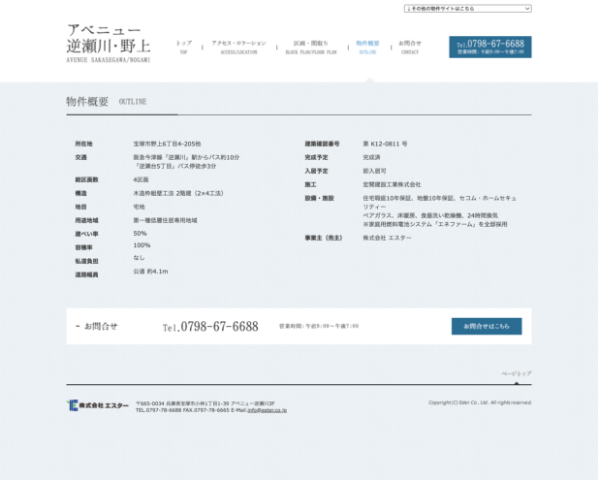 ↓その他の物件サイトはこちら
アベニュー
逆瀬川・野上
AVENUE SAKASEGAWA/NOGAMI
トップ
TOP
アクセス・ロケーション
ACCESS/LOCATION
区画・間取り
BLOCK PLAN/FLOOR PLAN
物件概要
OUTLINE
お問合せ
CONTACT
Tel.0798-67-6688
営業時間:午前9:00～午後7:00
物件概要 OUTLINE
所在地 宝塚市野上6丁目4-205他
交通 阪急今津線「逆瀬川」駅からバス約10分
「逆瀬台5丁目」バス停徒歩3分
総区画数 4区画
構造 木造枠組壁工法 2階建（2×4工法）
地目 宅地
用途地域 第一種低層住居専用地域
建ぺい率 50%
容積率 100%
私道負担 なし
道路幅員 公道 約4.1m
建築確認番号 第 K12-0811 号
完成予定 完成済
入居予定 即入居可
施工 宏開建設工業株式会社
設備・施設 住宅瑕疵10年保証、地盤10年保証、セコム・ホームセキュ
リティー
ペアガラス、床暖房、食器洗い乾燥機、24時間換気
※家庭用燃料電池システム「エネファーム」を全部採用
事業主（売主） 株式会社 エスター
- お問合せ
Tel.0798-67-6688
営業時間:午前9:00～午後7:00
お問合せはこちら
ページトップ
株式会社 エスター
〒665-0034 兵庫県宝塚市小林1丁目1-39 アベニュー逆瀬川2F
TEL.0797-78-6688 FAX.0797-78-6665 E-Mail.info@ester.co.jp
Copyright(C) Ester Co., Ltd. All rights reserved.